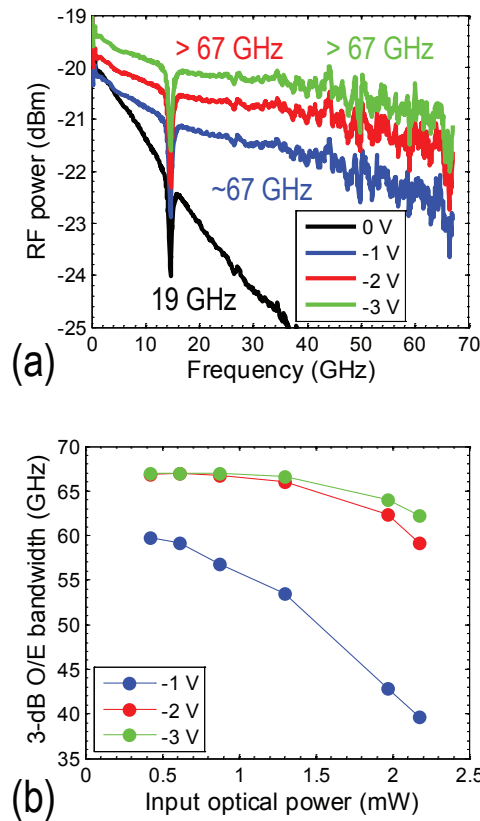 -19
-20
-21
-22
-23
-24
-25
RF power (dBm)
> 67 GHz
> 67 GHz
~67 GHz
19 GHz
0 V
-1 V
-2 V
-3 V
0 10 20 30 40 50 60 70
Frequency (GHz)
(a)
70
65
60
55
50
45
40
35
3-dB O/E bandwidth (GHz)
-1 V
-2 V
-3 V
0 0.5 1 1.5 2 2.5
Input optical power (mW)
(b)